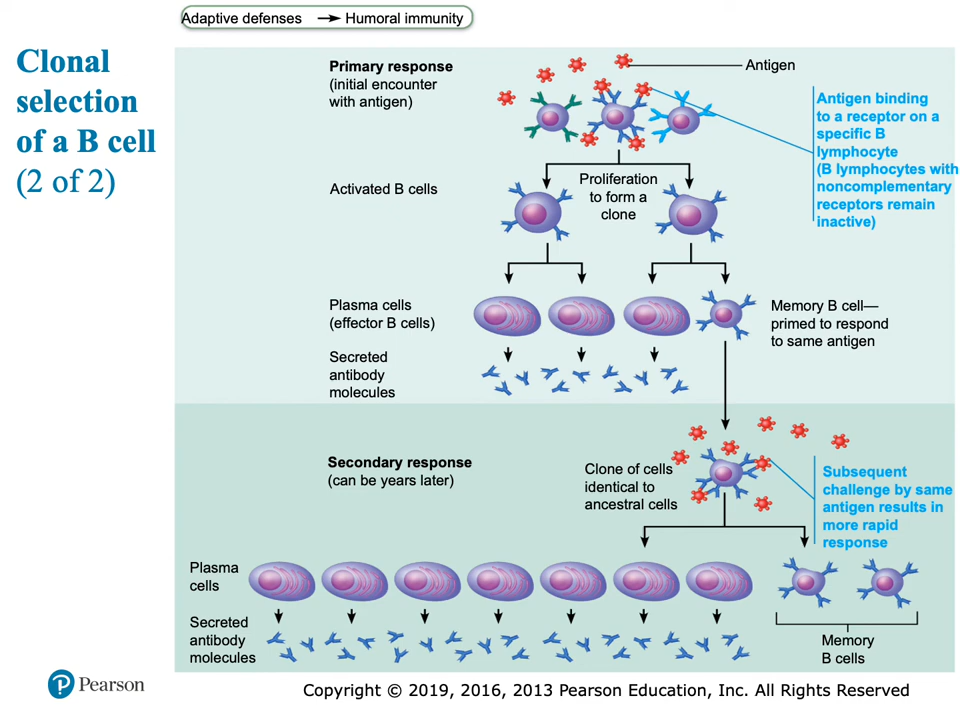 Adaptive defenses → Humoral immunity
Clonal
selection
of a B cell
(2 of 2)
Primary response
(initial encounter
with antigen)
Antigen
Antigen binding
to a receptor on a
specific B
lymphocyte
(B lymphocytes with
noncomplementary
receptors remain
inactive)
Activated B cells
Proliferation
to form a
clone
Plasma cells
(effector B cells)
Memory B cell—
primed to respond
to same antigen
Secreted
antibody
molecules
Secondary response
(can be years later)
Clone of cells
identical to
ancestral cells
Subsequent
challenge by same
antigen results in
more rapid
response
Plasma
cells
Secreted
antibody
molecules
Memory
B cells
P Pearson
Copyright © 2019, 2016, 2013 Pearson Education, Inc. All Rights Reserved